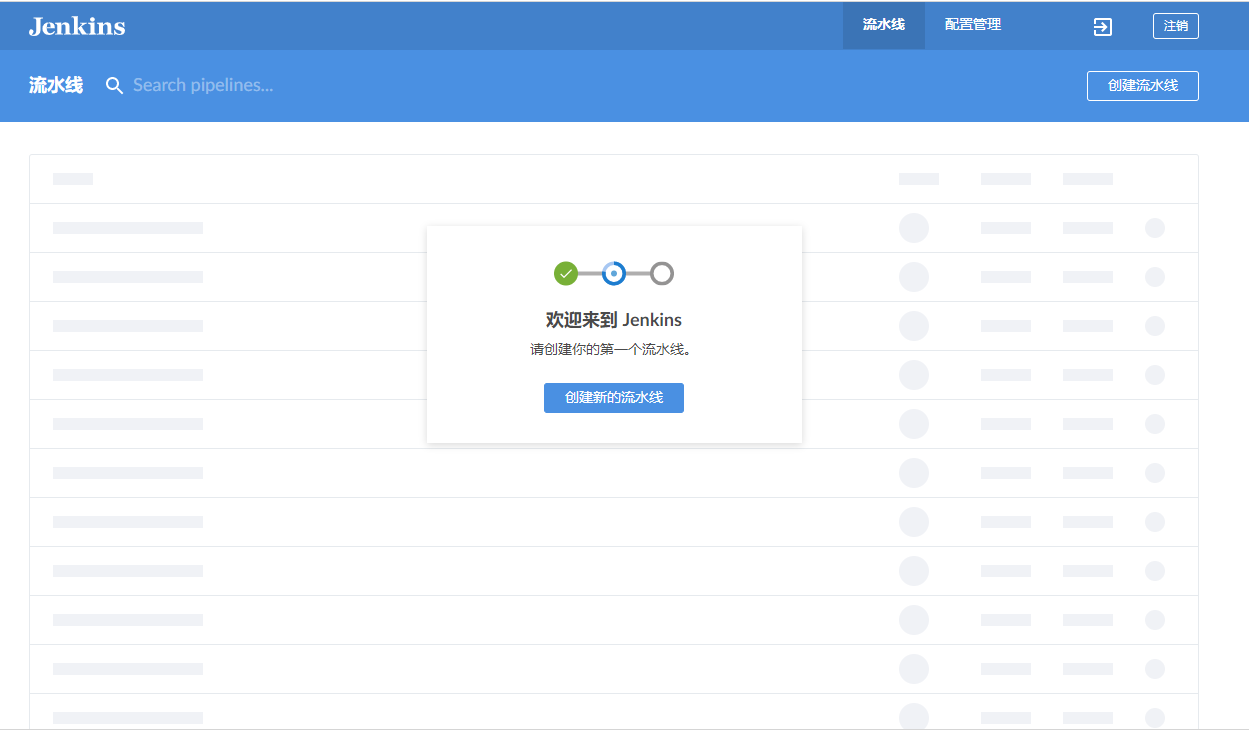 Jenkins
流水线
配置管理
注销
流水线
Search pipelines...
创建流水线
欢迎来到 Jenkins
请创建你的第一个流水线。
创建新的流水线